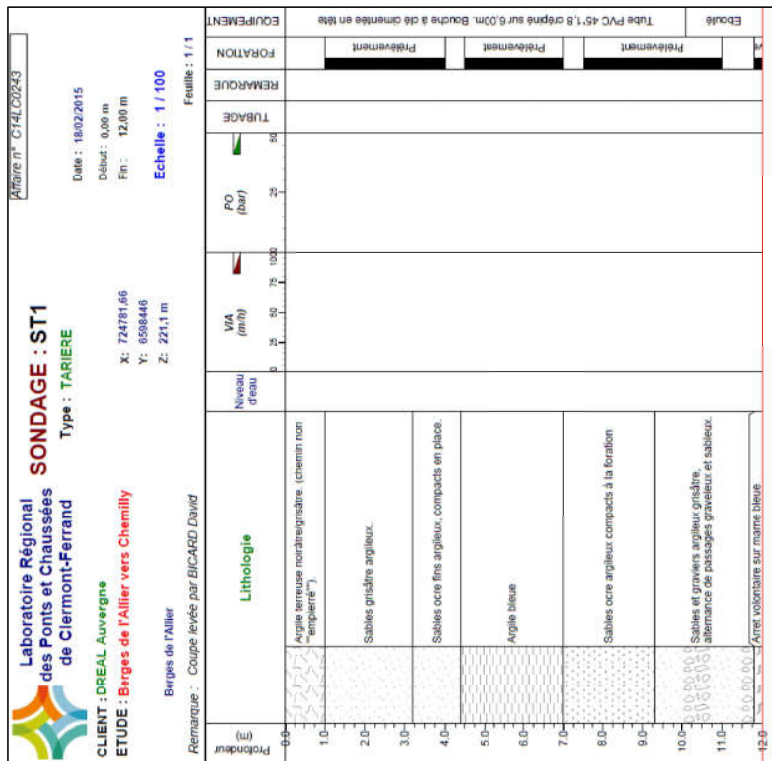 Affaire n° C14LC0243
Laboratoire Régional
des Ponts et Chaussées
de Clermont-Ferrand
SONDAGE : ST1
Type : TARIERE
Date : 18/02/2015
Début : 0,00 m
Fin : 12,00 m
CLIENT : DREAL Auvergne
ETUDE : Berges de l'Allier vers Chemilly
X: 724781,66
Y: 6598446
Z: 221,1 m
Berges de l'Allier
Echelle : 1 / 100
Remarque : Coupe levée par BICARD David
Feuille : 1 / 1
Profondeur
(m)
Lithologie
Niveau
d'eau
VIA
(m/h)
PO
(bar)
TUBAGE
REMARQUE
FORATION
EQUIPEMENT
0 25 50 75 100
0 25 50
0.0
Argile terreuse noirâtre/grisâtre. (chemin non
"empierré"").
1.0
Sables grisâtre argileux.
2.0
3.0
Sables ocre fins argileux, compacts en place.
4.0
Argile bleue
5.0
6.0
7.0
Sables ocre argileux compacts à la foration
8.0
9.0
Sables et graviers argileux grisâtre,
alternance de passages graveleux et sableux.
10.0
11.0
Arret volontaire sur marne bleue
12.0
Prélèvement
Prélèvement
Prélèvement
Tube PVC 45*1,8 crépiné sur 6,00m. Bouche à clé cimentée en tête
Eboulé